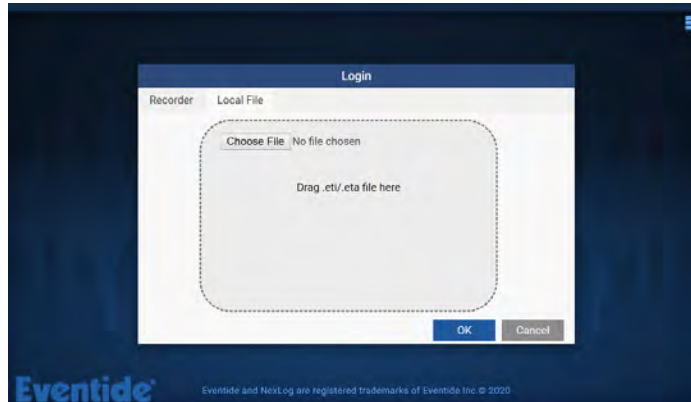 Login
Recorder Local File
Choose File No file chosen
Drag .eti/.eta file here
OK Cancel
Eventide®
Eventide and NexLog are registered trademarks of Eventide Inc.© 2020